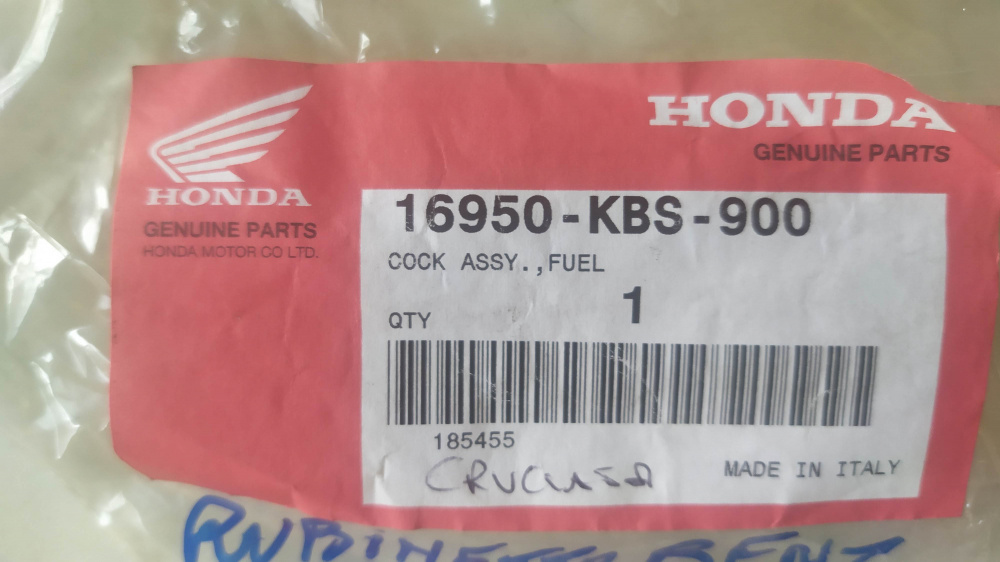 HONDA
GENUINE PARTS
HONDA MOTOR CO LTD.
HONDA
GENUINE PARTS
16950-KBS-900
COCK ASSY.,FUEL
QTY 1
185455
MADE IN ITALY